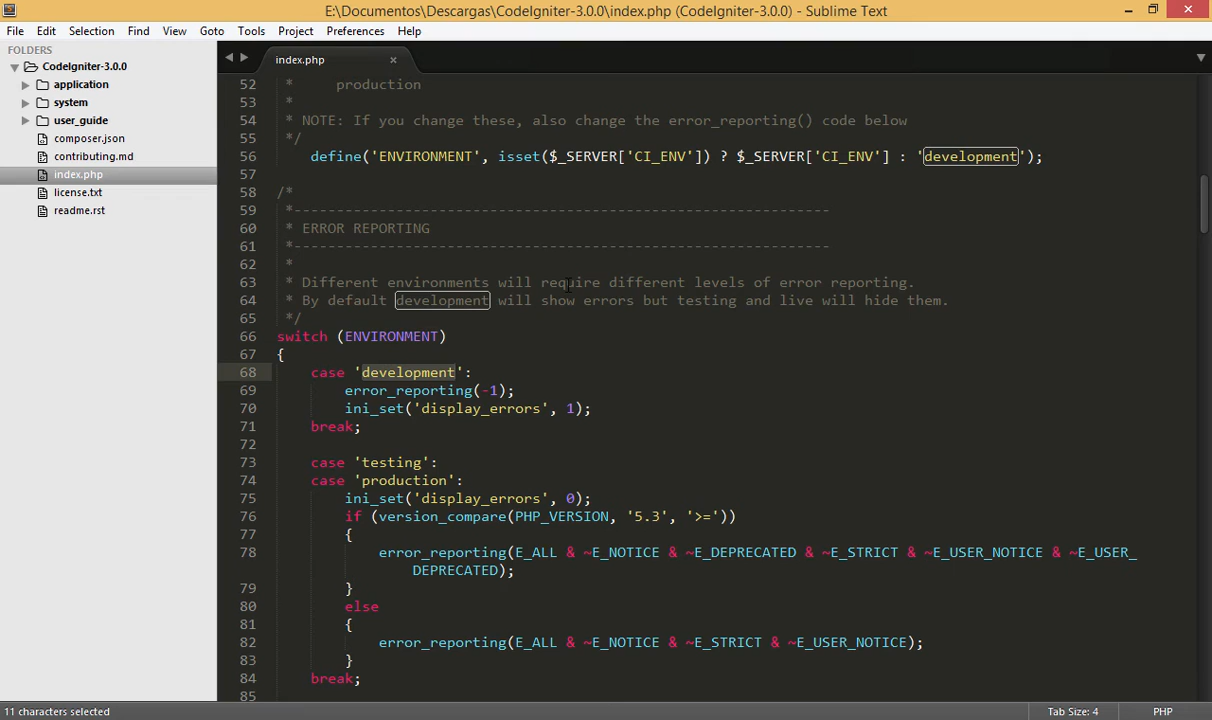 E:\Documentos\Descargas\CodeIgniter-3.0.0\index.php (CodeIgniter-3.0.0) - Sublime Text
File Edit Selection Find View Goto Tools Project Preferences Help
FOLDERS
CodeIgniter-3.0.0
application
system
user_guide
composer.json
contributing.md
index.php
license.txt
readme.rst
index.php
52 *     production
53 *
54 * NOTE: If you change these, also change the error_reporting() code below
55 */
56 define('ENVIRONMENT', isset($_SERVER['CI_ENV']) ? $_SERVER['CI_ENV'] : 'development');
57
58 /*
59 *---------------------------------------------------------------
60 * ERROR REPORTING
61 *---------------------------------------------------------------
62 *
63 * Different environments will require different levels of error reporting.
64 * By default development will show errors but testing and live will hide them.
65 */
66 switch (ENVIRONMENT)
67 {
68 case 'development':
69 error_reporting(-1);
70 ini_set('display_errors', 1);
71 break;
72
73 case 'testing':
74 case 'production':
75 ini_set('display_errors', 0);
76 if (version_compare(PHP_VERSION, '5.3', '>='))
77 {
78 error_reporting(E_ALL & ~E_NOTICE & ~E_DEPRECATED & ~E_STRICT & ~E_USER_NOTICE & ~E_USER_
DEPRECATED);
79 }
80 else
81 {
82 error_reporting(E_ALL & ~E_NOTICE & ~E_STRICT & ~E_USER_NOTICE);
83 }
84 break;
85
11 characters selected
Tab Size: 4
PHP